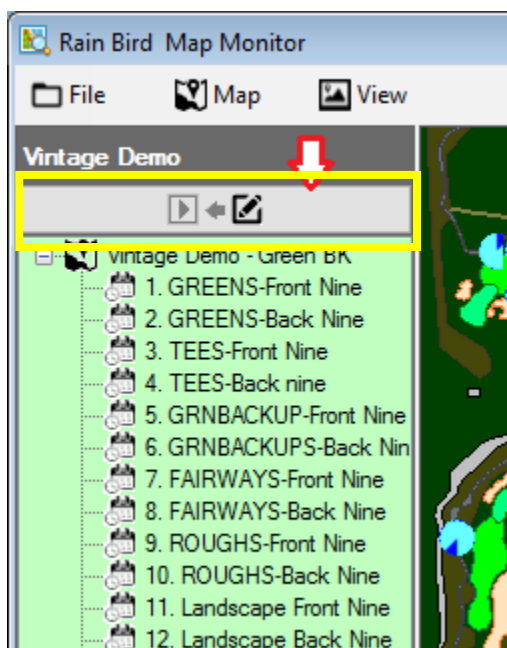 Rain Bird Map Monitor
File Map View
Vintage Demo
Vintage Demo - Green BK
1. GREENS-Front Nine
2. GREENS-Back Nine
3. TEES-Front Nine
4. TEES-Back nine
5. GRNBACKUP-Front Nine
6. GRNBACKUPS-Back Nin
7. FAIRWAYS-Front Nine
8. FAIRWAYS-Back Nine
9. ROUGHS-Front Nine
10. ROUGHS-Back Nine
11. Landscape Front Nine
12. Landscape Back Nine